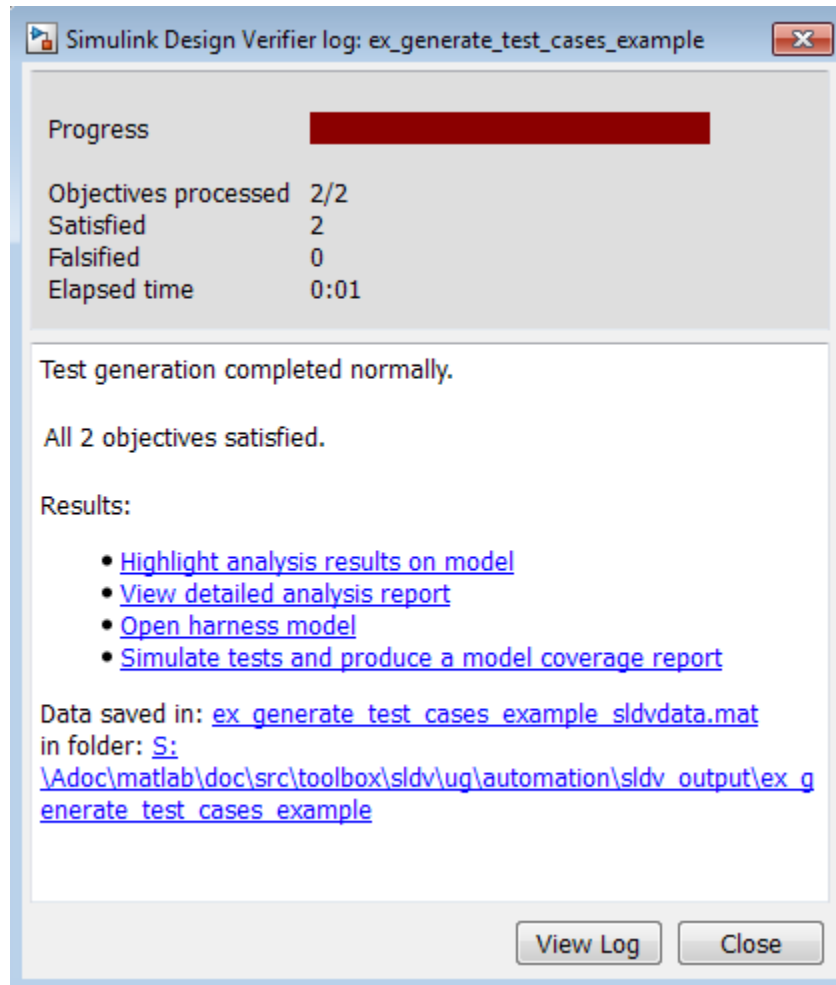 Simulink Design Verifier log: ex_generate_test_cases_example
Progress
Objectives processed 2/2
Satisfied 2
Falsified 0
Elapsed time 0:01
Test generation completed normally.
All 2 objectives satisfied.
Results:
• Highlight analysis results on model
• View detailed analysis report
• Open harness model
• Simulate tests and produce a model coverage report
Data saved in: ex_generate_test_cases_example_sldvdata.mat
in folder: S:
\Adoc\matlab\doc\src\toolbox\sldv\ug\automation\sldv_output\ex_g
enerate_test_cases_example
View Log Close